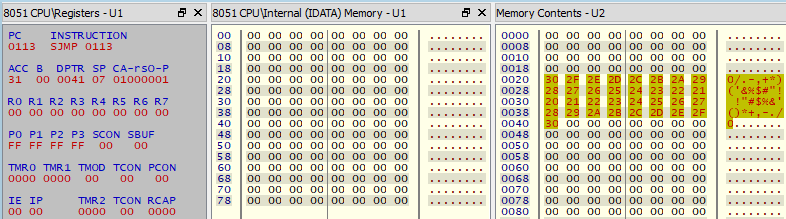 8051 CPU\Registers - U1
PC INSTRUCTION
0113 SJMP 0113
ACC B DPTR SP CA-rs0-P
31 00 0041 07 01000001
R0 R1 R2 R3 R4 R5 R6 R7
00 00 00 00 00 00 00 00
P0 P1 P2 P3 SCON SBUF
FF FF FF FF 00 00
TMR0 TMR1 TMOD TCON PCON
0000 0000 00 00 00
IE IP TMR2 TCON RCAP
00 00 0000 00 0000
8051 CPU\Internal (IDATA) Memory - U1
00 00 00 00 00 00 00 00 00 ........
08 00 00 00 00 00 00 00 00 ........
10 00 00 00 00 00 00 00 00 ........
18 00 00 00 00 00 00 00 00 ........
20 00 00 00 00 00 00 00 00 ........
28 00 00 00 00 00 00 00 00 ........
30 00 00 00 00 00 00 00 00 ........
38 00 00 00 00 00 00 00 00 ........
40 00 00 00 00 00 00 00 00 ........
48 00 00 00 00 00 00 00 00 ........
50 00 00 00 00 00 00 00 00 ........
58 00 00 00 00 00 00 00 00 ........
60 00 00 00 00 00 00 00 00 ........
68 00 00 00 00 00 00 00 00 ........
70 00 00 00 00 00 00 00 00 ........
78 00 00 00 00 00 00 00 00 ........
Memory Contents - U2
0000 00 00 00 00 00 00 00 00 ........
0008 00 00 00 00 00 00 00 00 ........
0010 00 00 00 00 00 00 00 00 ........
0018 00 00 00 00 00 00 00 00 ........
0020 30 2F 2E 2D 2C 2B 2A 29 0/.-,+*)
0028 28 27 26 25 24 23 22 21 ('&%$#"!
0030 20 21 22 23 24 25 26 27  !"#$%&'
0038 28 29 2A 2B 2C 2D 2E 2F ()*+,-./
0040 30 00 00 00 00 00 00 00 0.......
0048 00 00 00 00 00 00 00 00 ........
0050 00 00 00 00 00 00 00 00 ........
0058 00 00 00 00 00 00 00 00 ........
0060 00 00 00 00 00 00 00 00 ........
0068 00 00 00 00 00 00 00 00 ........
0070 00 00 00 00 00 00 00 00 ........
0078 00 00 00 00 00 00 00 00 ........
0080 00 00 00 00 00 00 00 00 ........